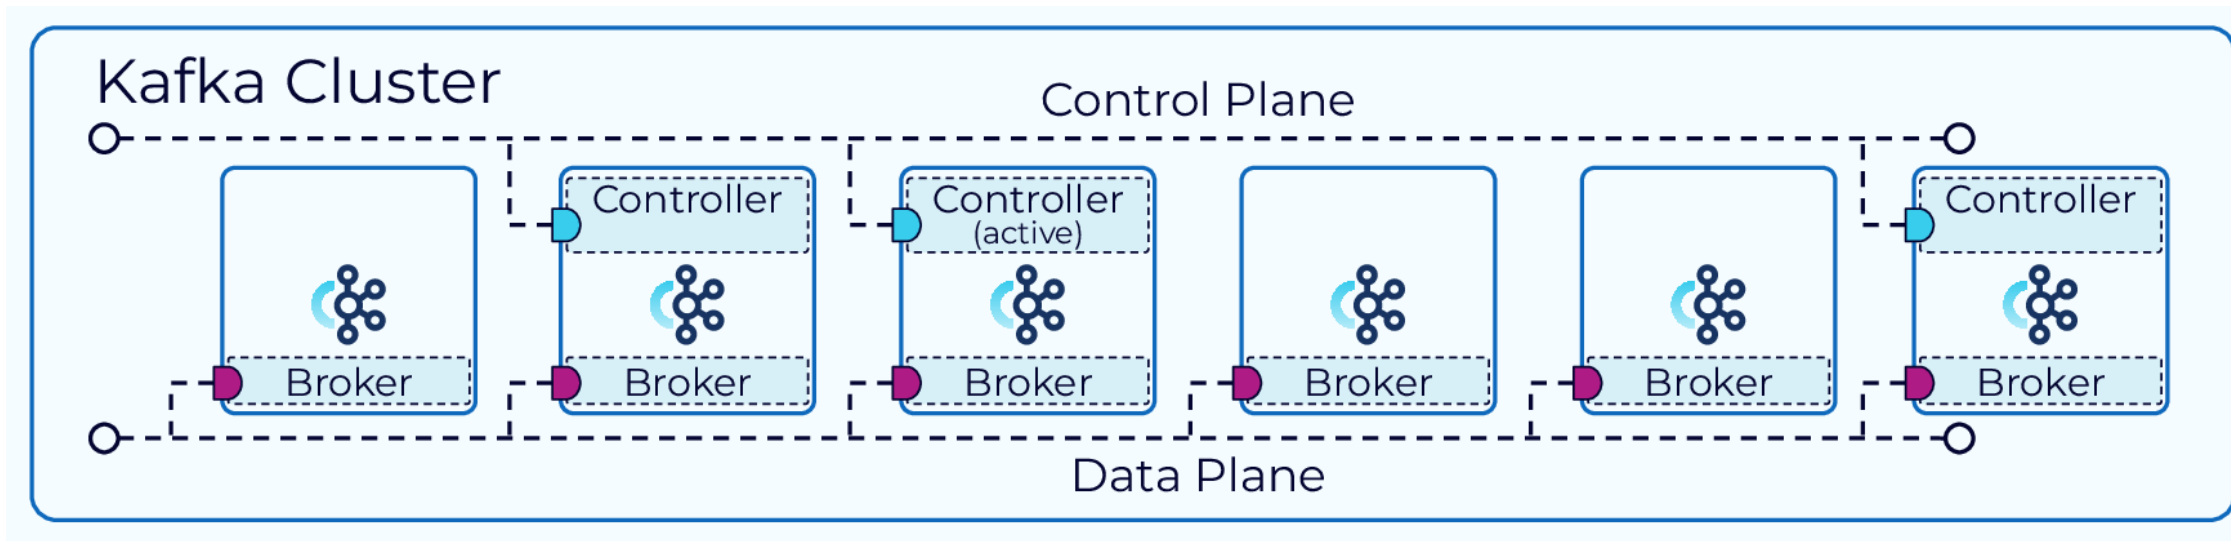 Kafka Cluster
Control Plane
Controller
Controller
(active)
Controller
Broker
Broker
Broker
Broker
Broker
Broker
Data Plane